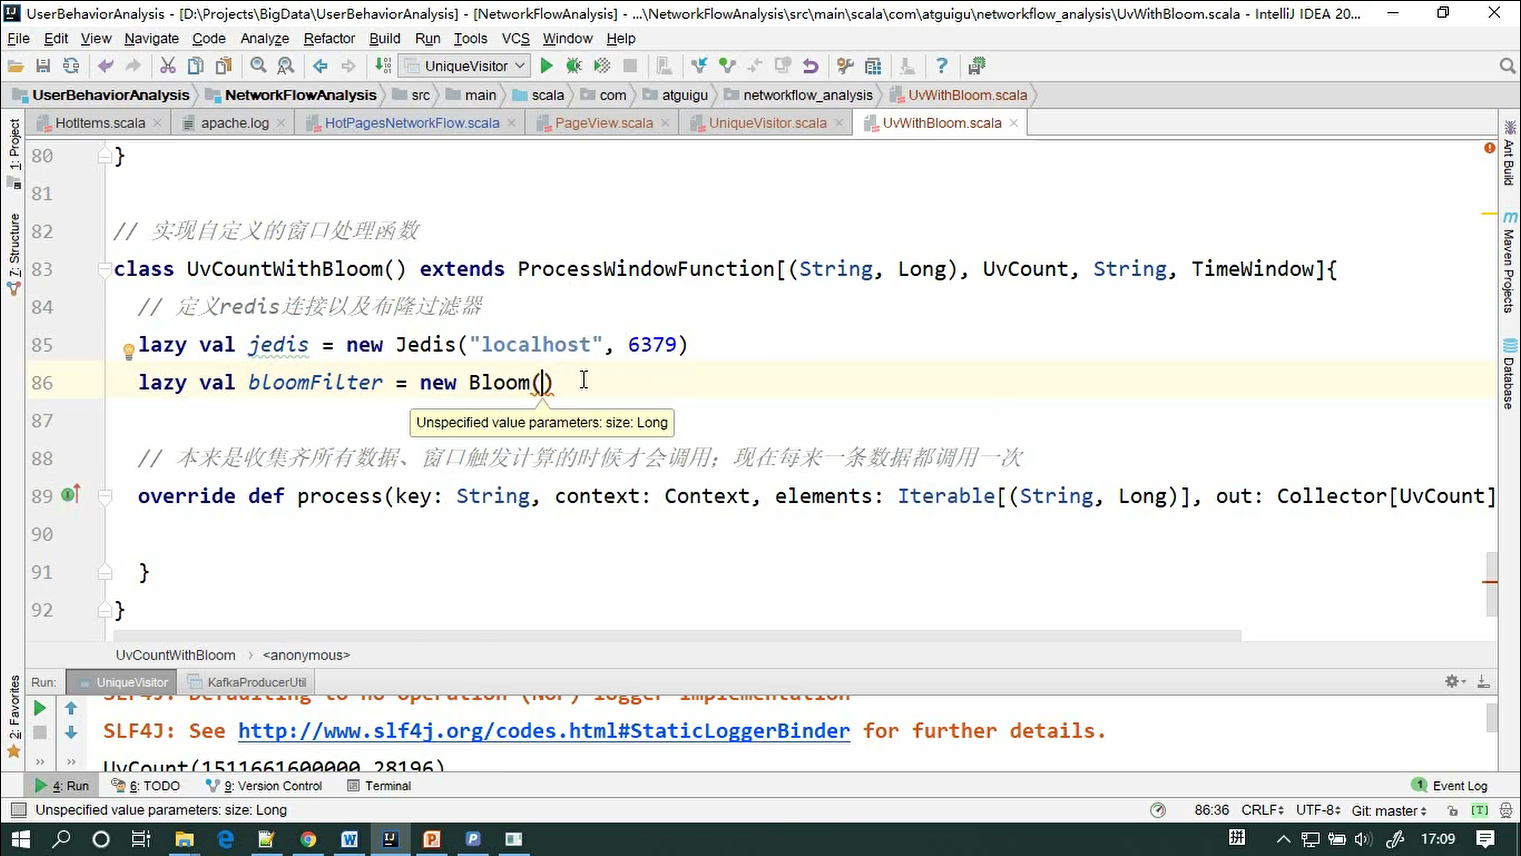 UserBehaviorAnalysis - [D:\Projects\BigData\UserBehaviorAnalysis] - [NetworkFlowAnalysis] - ...\NetworkFlowAnalysis\src\main\scala\com\atguigu\networkflow_analysis\UvWithBloom.scala - IntelliJ IDEA 20...
File Edit View Navigate Code Analyze Refactor Build Run Tools VCS Window Help
UniqueVisitor
UserBehaviorAnalysis NetworkFlowAnalysis src main scala com atguigu networkflow_analysis UvWithBloom.scala
HotItems.scala apache.log HotPagesNetworkFlow.scala PageView.scala UniqueVisitor.scala UvWithBloom.scala
1: Project
7: Structure
2: Favorites
Ant Build
Maven Projects
Database
80 }
81
82 // 实现自定义的窗口处理函数
83 class UvCountWithBloom() extends ProcessWindowFunction[(String, Long), UvCount, String, TimeWindow]{
84 // 定义redis连接以及布隆过滤器
85 lazy val jedis = new Jedis("localhost", 6379)
86 lazy val bloomFilter = new Bloom()
Unspecified value parameters: size: Long
87
88 // 本来是收集齐所有数据、窗口触发计算的时候才会调用；现在每来一条数据都调用一次
89 override def process(key: String, context: Context, elements: Iterable[(String, Long)], out: Collector[UvCount]
90
91 }
92 }
UvCountWithBloom > <anonymous>
Run: UniqueVisitor KafkaProducerUtil
SLF4J: Defaulting to no-operation (NOP) logger implementation
SLF4J: See http://www.slf4j.org/codes.html#StaticLoggerBinder for further details.
UvCount(1511661600000,28196)
4: Run 6: TODO 9: Version Control Terminal 1 Event Log
Unspecified value parameters: size: Long 86:36 CRLF UTF-8 Git: master [T]
拼 17:09